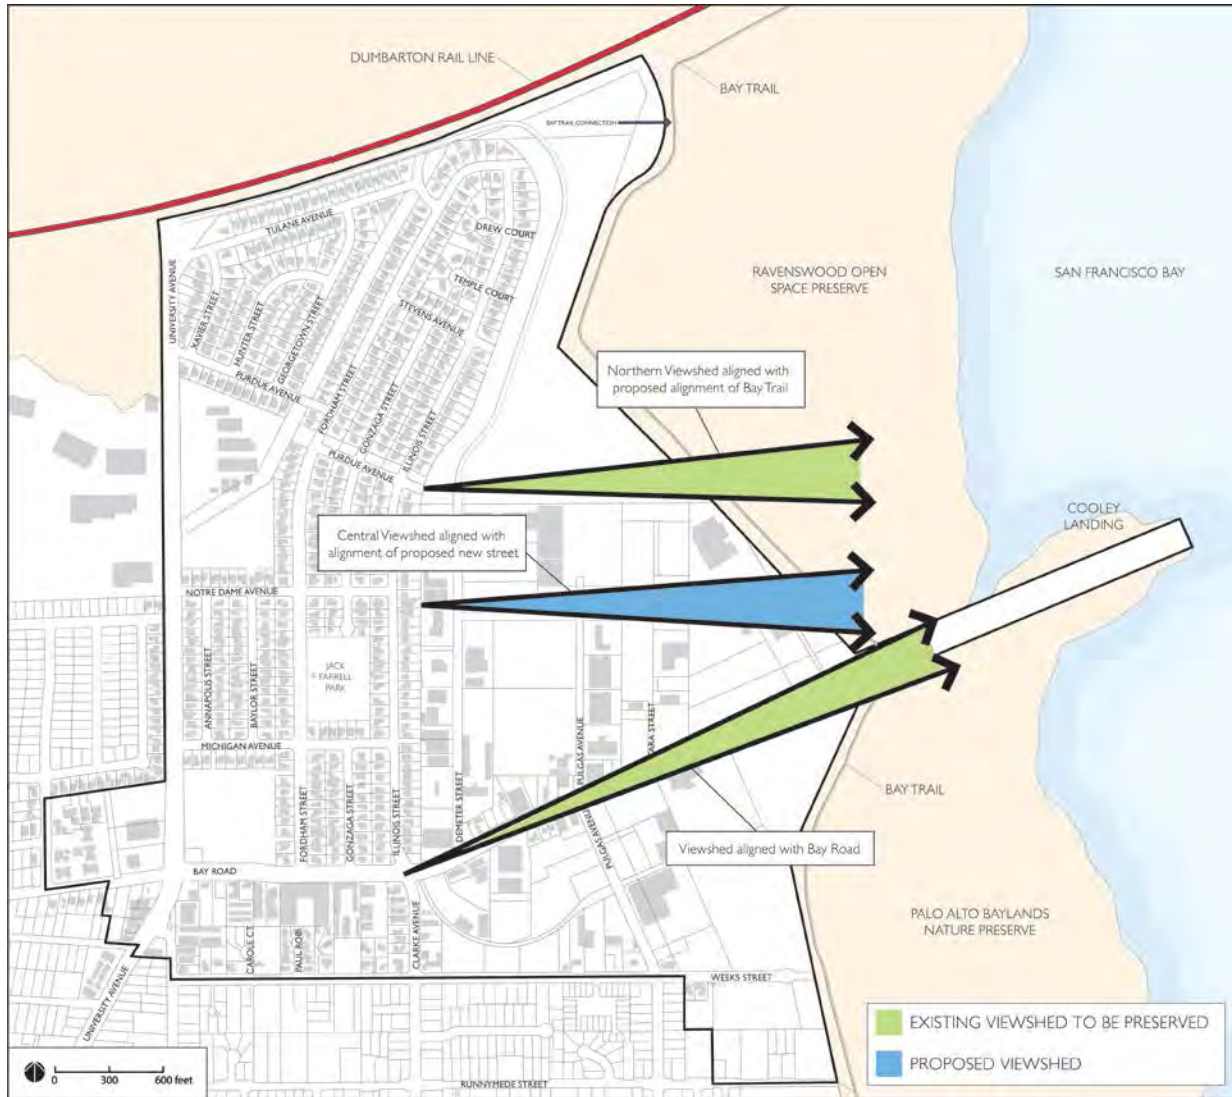 DUMBARTON RAIL LINE
BAY TRAIL
BAY TRAIL CONNECTION
TULANE AVENUE
DREW COURT
UNIVERSITY AVENUE
XAVIER STREET
HUNTER STREET
GEORGETOWN STREET
TEMPLE COURT
STEVENS AVENUE
RAVENSWOOD OPEN
SPACE PRESERVE
SAN FRANCISCO BAY
PURDUE AVENUE
FORDHAM STREET
GONZAGA STREET
ILLINOIS STREET
Northern Viewshed aligned with
proposed alignment of Bay Trail
PURDUE AVENUE
COOLEY
LANDING
Central Viewshed aligned with
alignment of proposed new street
NOTRE DAME AVENUE
JACK
FARRELL
PARK
ANNAPOLIS STREET
BAYLOR STREET
MICHIGAN AVENUE
PULGAS AVENUE
STREET
BAY TRAIL
FORDHAM STREET
GONZAGA STREET
ILLINOIS STREET
DEMETER STREET
PULGAS AVENUE
Viewshed aligned with Bay Road
BAY ROAD
CAROLE CT
PAUL ROBI
CLARKE AVENUE
PALO ALTO BAYLANDS
NATURE PRESERVE
WEEKS STREET
UNIVERSITY AVENUE
EXISTING VIEWSHED TO BE PRESERVED
PROPOSED VIEWSHED
0 300 600 feet
RUNNYMEDE STREET